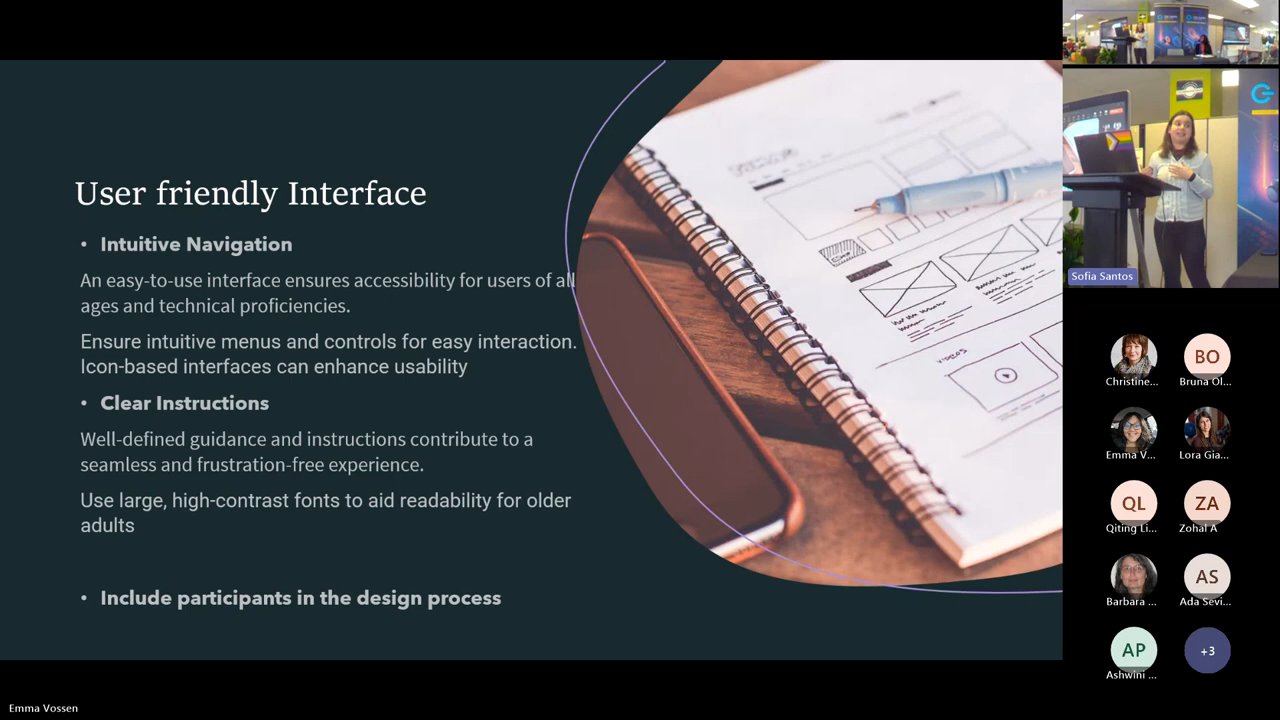 User friendly Interface
• Intuitive Navigation
An easy-to-use interface ensures accessibility for users of all
ages and technical proficiencies.
Ensure intuitive menus and controls for easy interaction.
Icon-based interfaces can enhance usability
• Clear Instructions
Well-defined guidance and instructions contribute to a
seamless and frustration-free experience.
Use large, high-contrast fonts to aid readability for older
adults
• Include participants in the design process
VIDEOS
Sofia Santos
Christine...
BO
Bruna Ol...
Emma V...
Lora Gia...
QL
Qiting Li...
ZA
Zohal A
Barbara ...
AS
Ada Sevi...
AP
Ashwini ...
+3
Emma Vossen